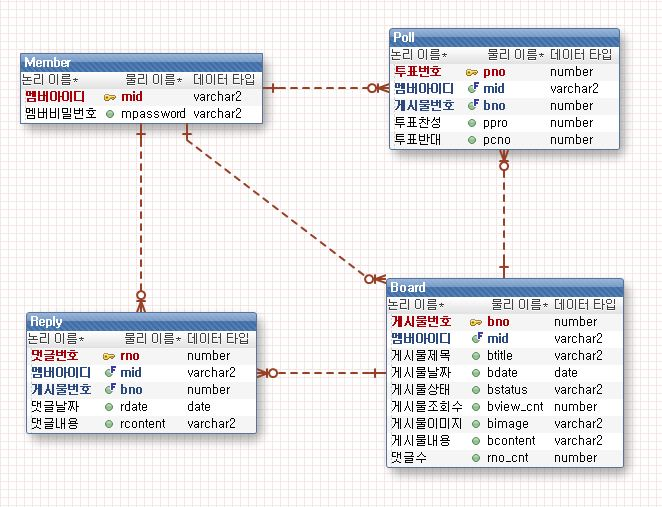 Member
논리 이름* 물리 이름* 데이터 타입
멤버아이디 mid varchar2
멤버비밀번호 mpassword varchar2
Poll
논리 이름* 물리 이름* 데이터 타입
투표번호 pno number
멤버아이디 mid varchar2
게시물번호 bno number
투표찬성 ppro number
투표반대 pcno number
Board
논리 이름* 물리 이름* 데이터 타입
게시물번호 bno number
멤버아이디 mid varchar2
게시물제목 btitle varchar2
게시물날짜 bdate date
게시물상태 bstatus varchar2
게시물조회수 bview_cnt number
게시물이미지 bimage varchar2
게시물내용 bcontent varchar2
댓글수 rno_cnt number
Reply
논리 이름* 물리 이름* 데이터 타입
댓글번호 rno number
멤버아이디 mid varchar2
게시물번호 bno number
댓글날짜 rdate date
댓글내용 rcontent varchar2